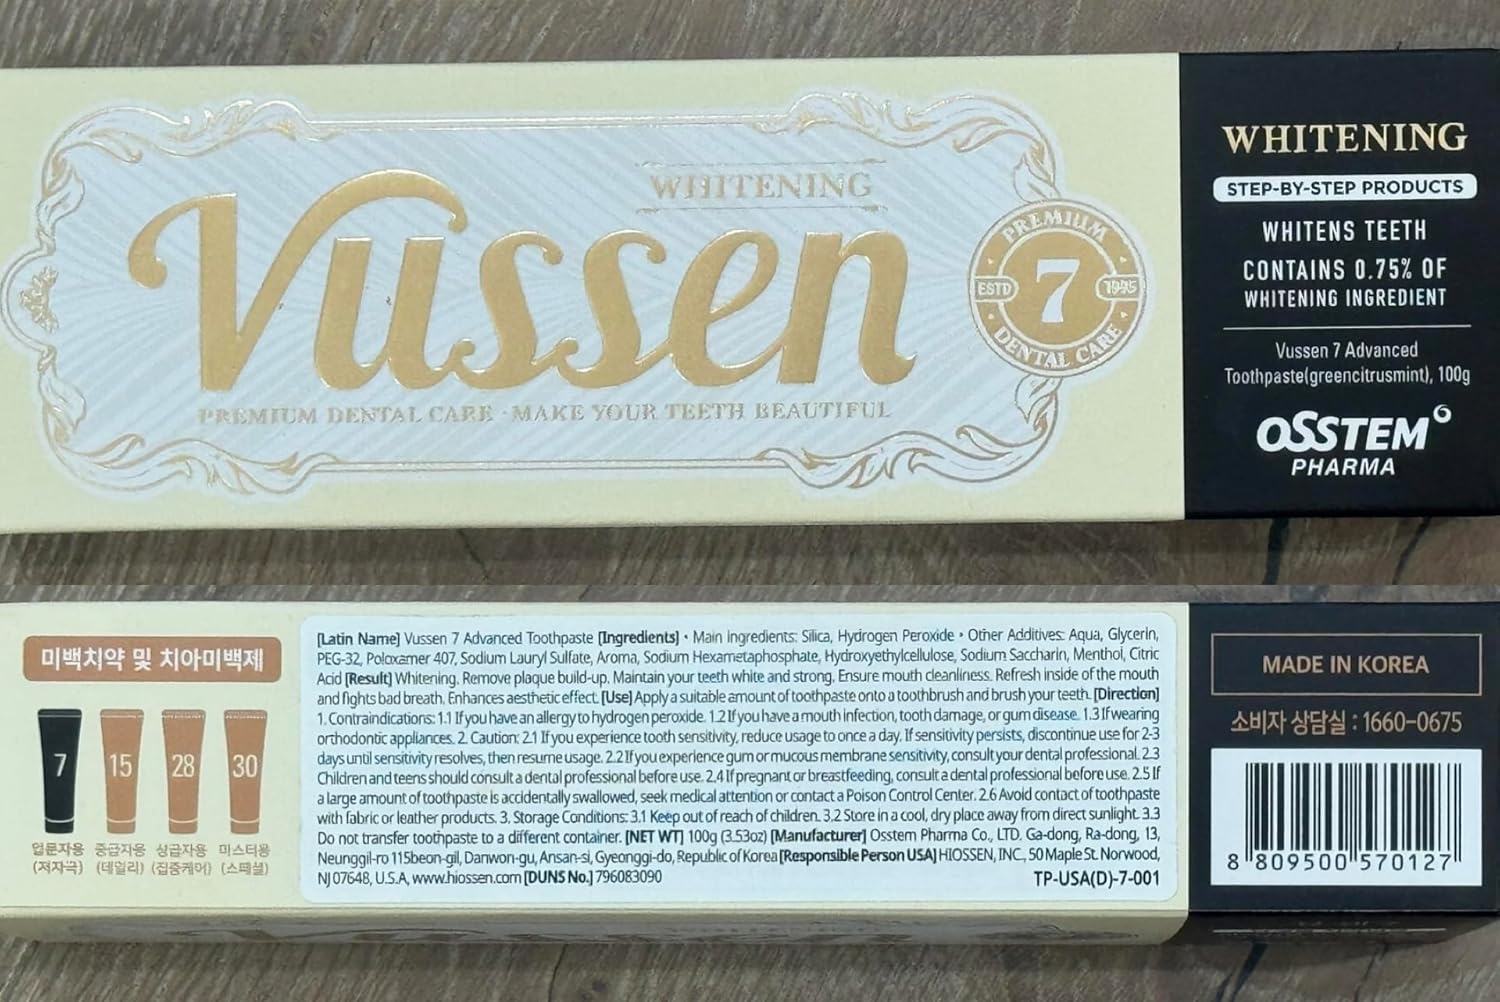 WHITENING
Vussen
PREMIUM DENTAL CARE · MAKE YOUR TEETH BEAUTIFUL
PREMIUM
ESTD 7 1995
DENTAL CARE
WHITENING
STEP-BY-STEP PRODUCTS
WHITENS TEETH
CONTAINS 0.75% OF
WHITENING INGREDIENT
Vussen 7 Advanced
Toothpaste(greencitrusmint), 100g
OSSTEM
PHARMA
미백치약 및 치아미백제
7 15 28 30
입문자용 중급자용 상급자용 마스터용
(저자극) (데일리) (집중케어) (스페셜)
[Latin Name] Vussen 7 Advanced Toothpaste [Ingredients] • Main ingredients: Silica, Hydrogen Peroxide • Other Additives: Aqua, Glycerin,
PEG-32, Poloxamer 407, Sodium Lauryl Sulfate, Aroma, Sodium Hexametaphosphate, Hydroxyethylcellulose, Sodium Saccharin, Menthol, Citric
Acid [Result] Whitening. Remove plaque build-up. Maintain your teeth white and strong. Ensure mouth cleanliness. Refresh inside of the mouth
and fights bad breath. Enhances aesthetic effect. [Use] Apply a suitable amount of toothpaste onto a toothbrush and brush your teeth. [Direction]
1. Contraindications: 1.1 If you have an allergy to hydrogen peroxide. 1.2 If you have a mouth infection, tooth damage, or gum disease. 1.3 If wearing
orthodontic appliances. 2. Caution: 2.1 If you experience tooth sensitivity, reduce usage to once a day. If sensitivity persists, discontinue use for 2-3
days until sensitivity resolves, then resume usage. 2.2 If you experience gum or mucous membrane sensitivity, consult your dental professional. 2.3
Children and teens should consult a dental professional before use. 2.4 If pregnant or breastfeeding, consult a dental professional before use. 2.5 If
a large amount of toothpaste is accidentally swallowed, seek medical attention or contact a Poison Control Center. 2.6 Avoid contact of toothpaste
with fabric or leather products. 3. Storage Conditions: 3.1 Keep out of reach of children. 3.2 Store in a cool, dry place away from direct sunlight. 3.3
Do not transfer toothpaste to a different container. [NET WT] 100g (3.53oz) [Manufacturer] Osstem Pharma Co., LTD. Ga-dong, Ra-dong, 13,
Neunggil-ro 115beon-gil, Danwon-gu, Ansan-si, Gyeonggi-do, Republic of Korea [Responsible Person USA] HIOSSEN, INC., 50 Maple St. Norwood,
NJ 07648, U.S.A, www.hiossen.com [DUNS No.] 796083090
TP-USA(D)-7-001
MADE IN KOREA
소비자 상담실 : 1660-0675
8 809500 570127